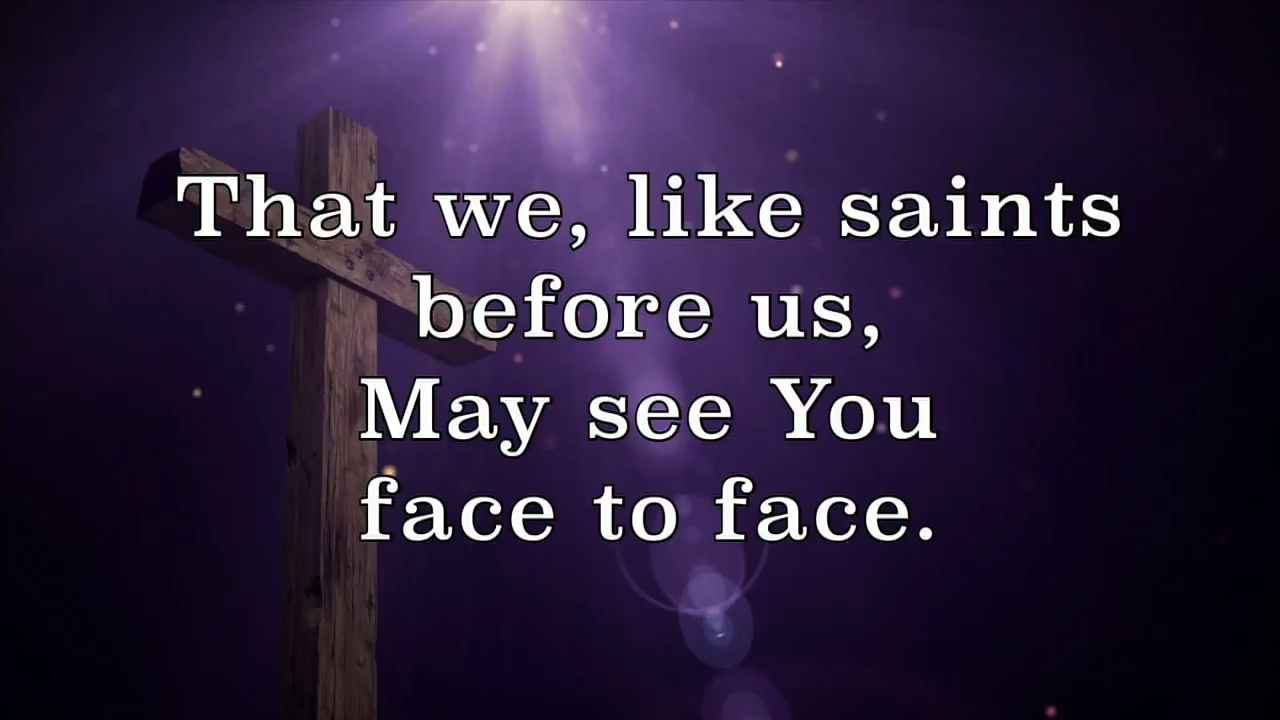 That we, like saints
before us,
May see You
face to face.